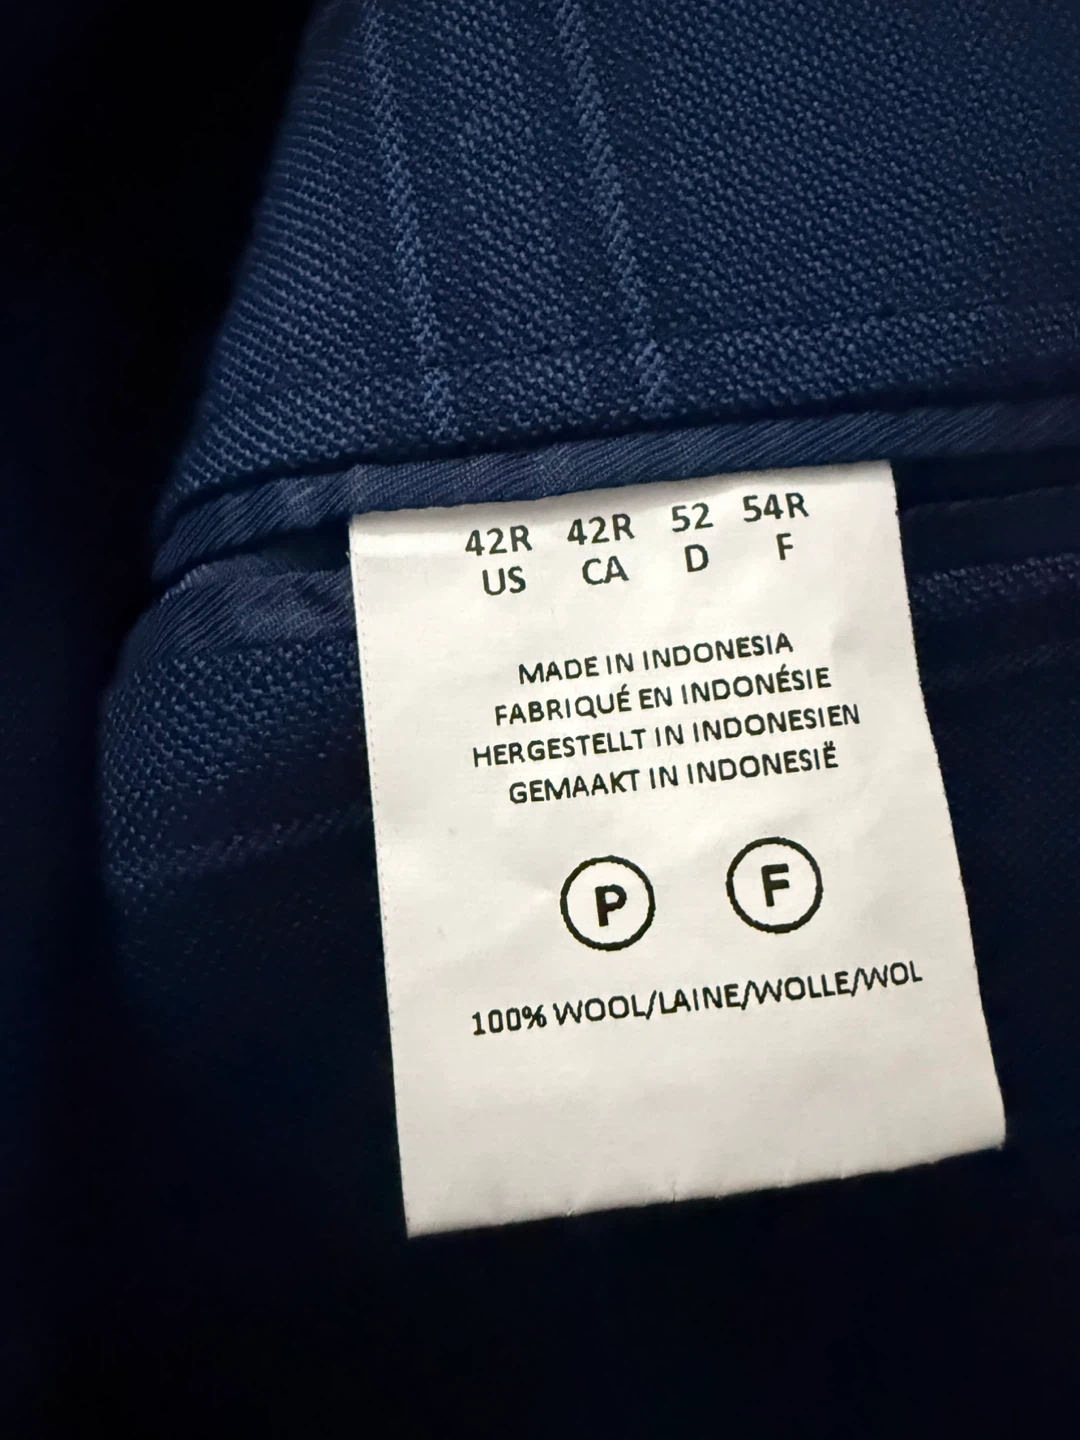 42R 42R 52 54R
US CA D F
MADE IN INDONESIA
FABRIQUÉ EN INDONÉSIE
HERGESTELLT IN INDONESIEN
GEMAAKT IN INDONESIË
P F
100% WOOL/LAINE/WOLLE/WOL